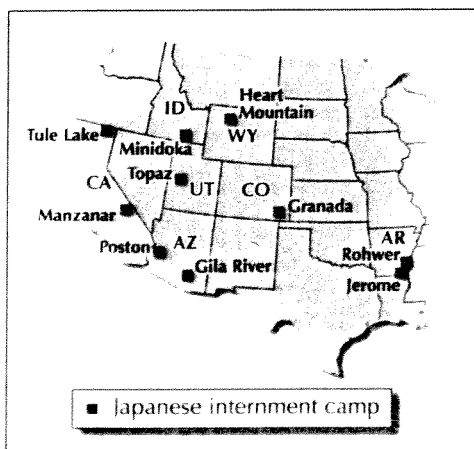 Heart
ID
Mountain
Tule Lake
WY
Minidoka
Topaz
UT
CO
CA
Granada
Manzanar
AR
AZ
Poston
Rohwer
Gila River
Jerome
Japanese internment camp